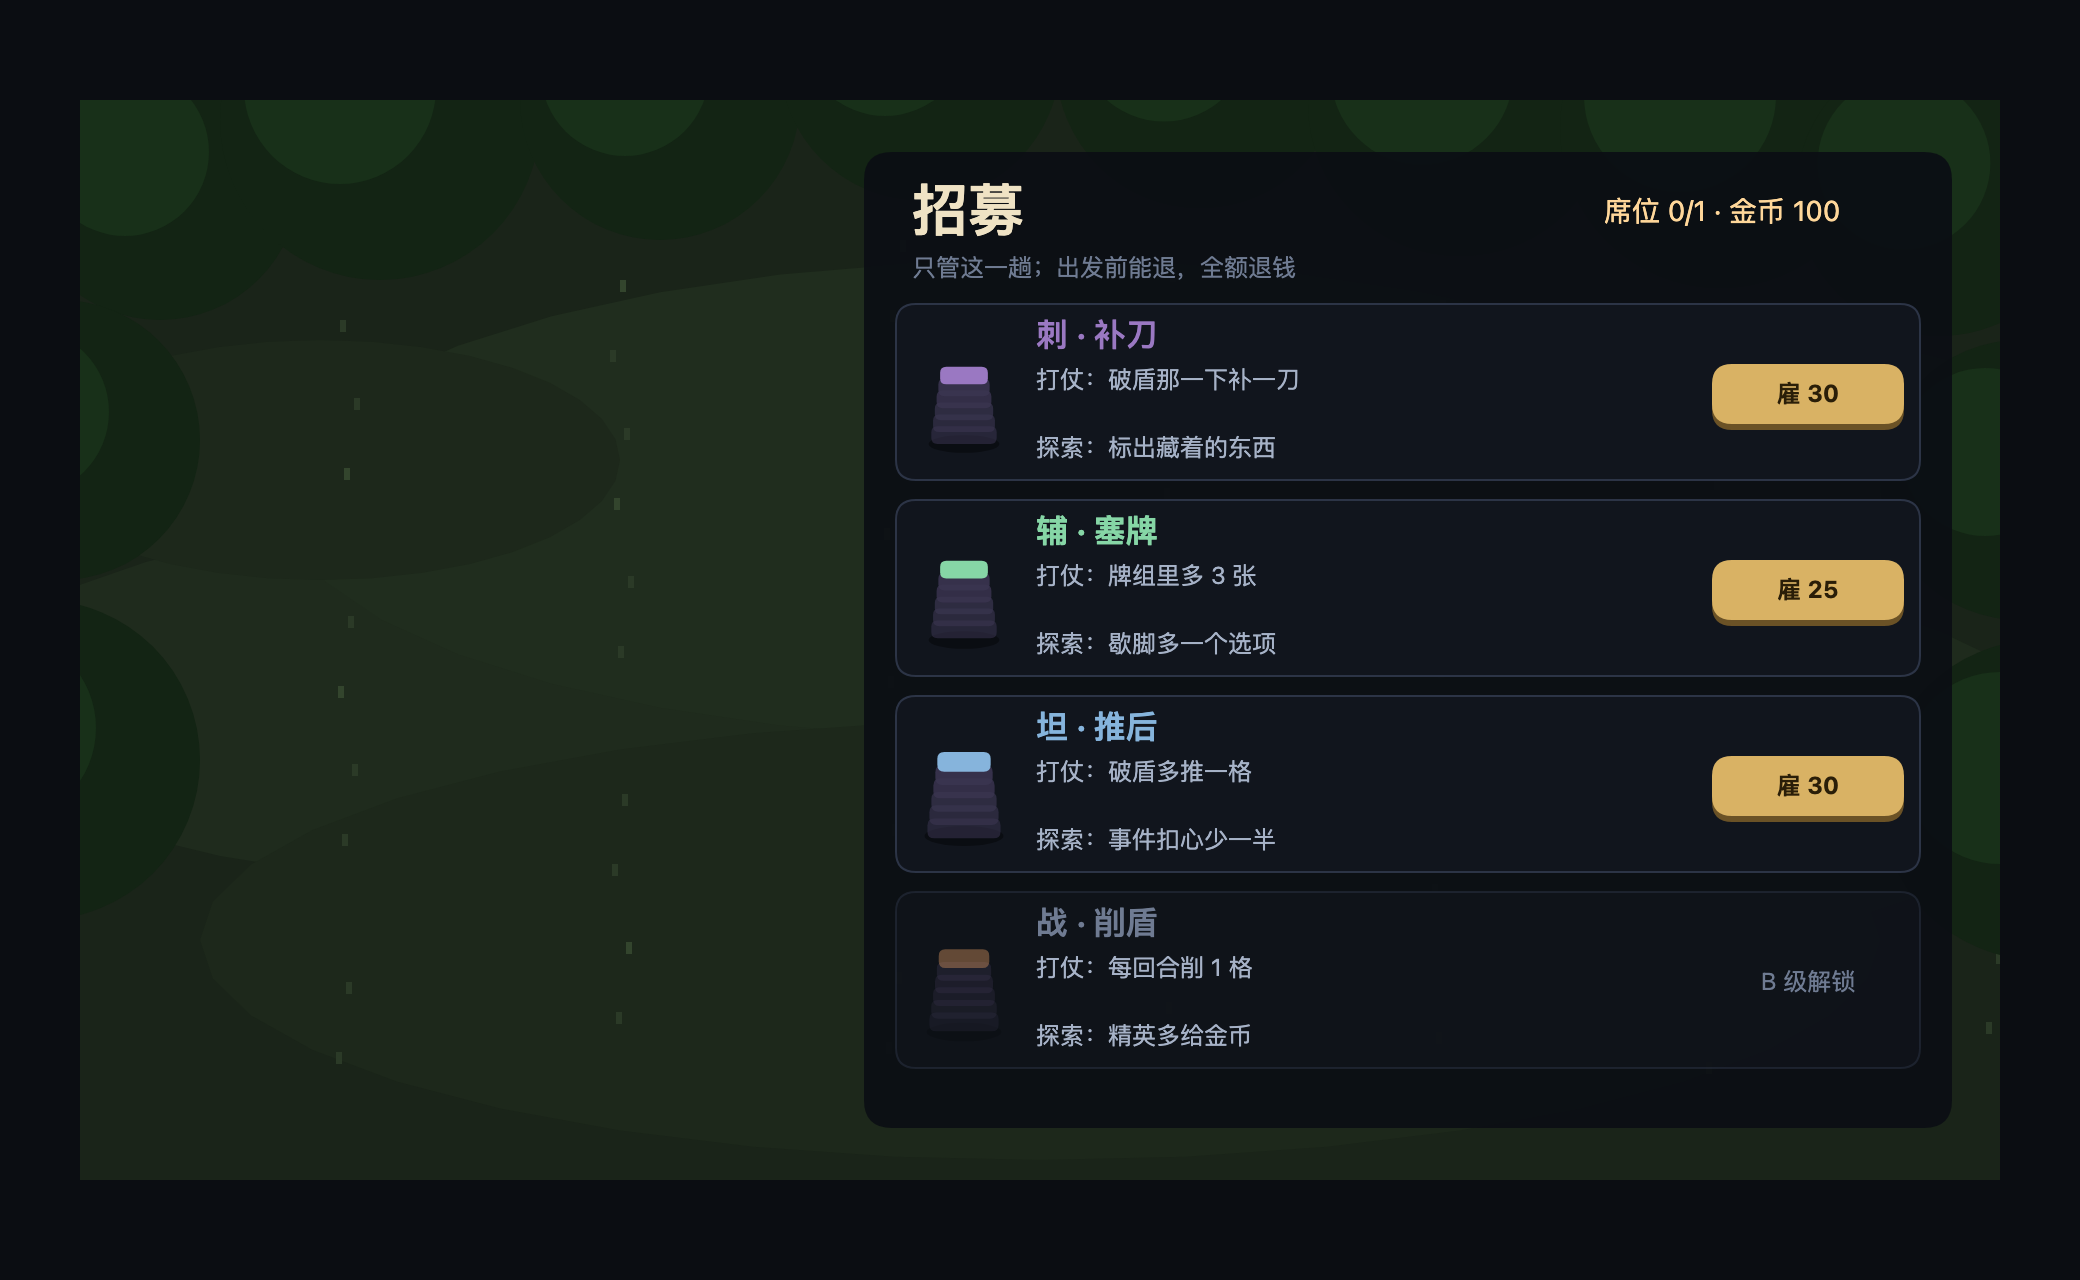 招募
席位 0/1 · 金币 100
只管这一趟；出发前能退，全额退钱
刺 · 补刀
打仗：破盾那一下补一刀
探索：标出藏着的东西
雇 30
辅 · 塞牌
打仗：牌组里多 3 张
探索：歇脚多一个选项
雇 25
坦 · 推后
打仗：破盾多推一格
探索：事件扣心少一半
雇 30
战 · 削盾
打仗：每回合削 1 格
探索：精英多给金币
B 级解锁